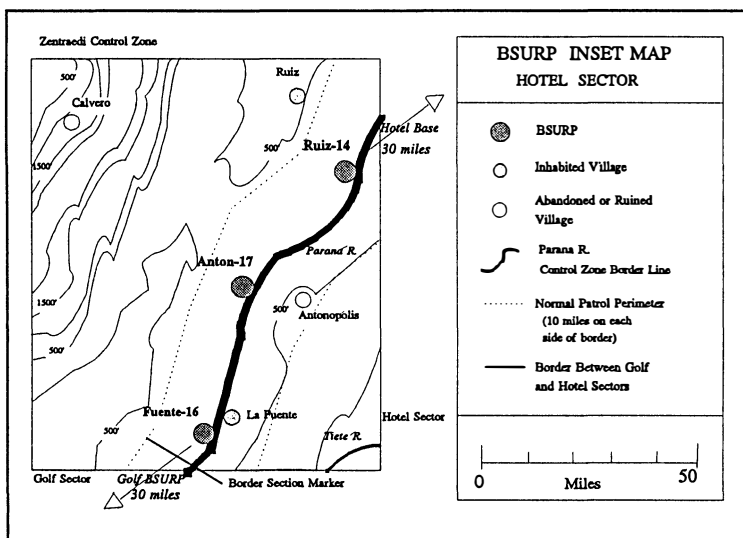 Zentraedi Control Zone
500'
Calvero
Ruiz
1500'
500'
Hotel Base
30 miles
Ruiz-14
Parana R.
Anton-17
1500'
500'
Antonopolis
500'
La Fuente
Fuente-16
500'
Hotel Sector
Tiete R.
Golf Sector
Golf BSURP
30 miles
Border Section Marker
BSURP INSET MAP
HOTEL SECTOR
BSURP
Inhabited Village
Abandoned or Ruined
Village
Parana R.
Control Zone Border Line
Normal Patrol Perimeter
(10 miles on each
side of border)
Border Between Golf
and Hotel Sectors
0
50
Miles